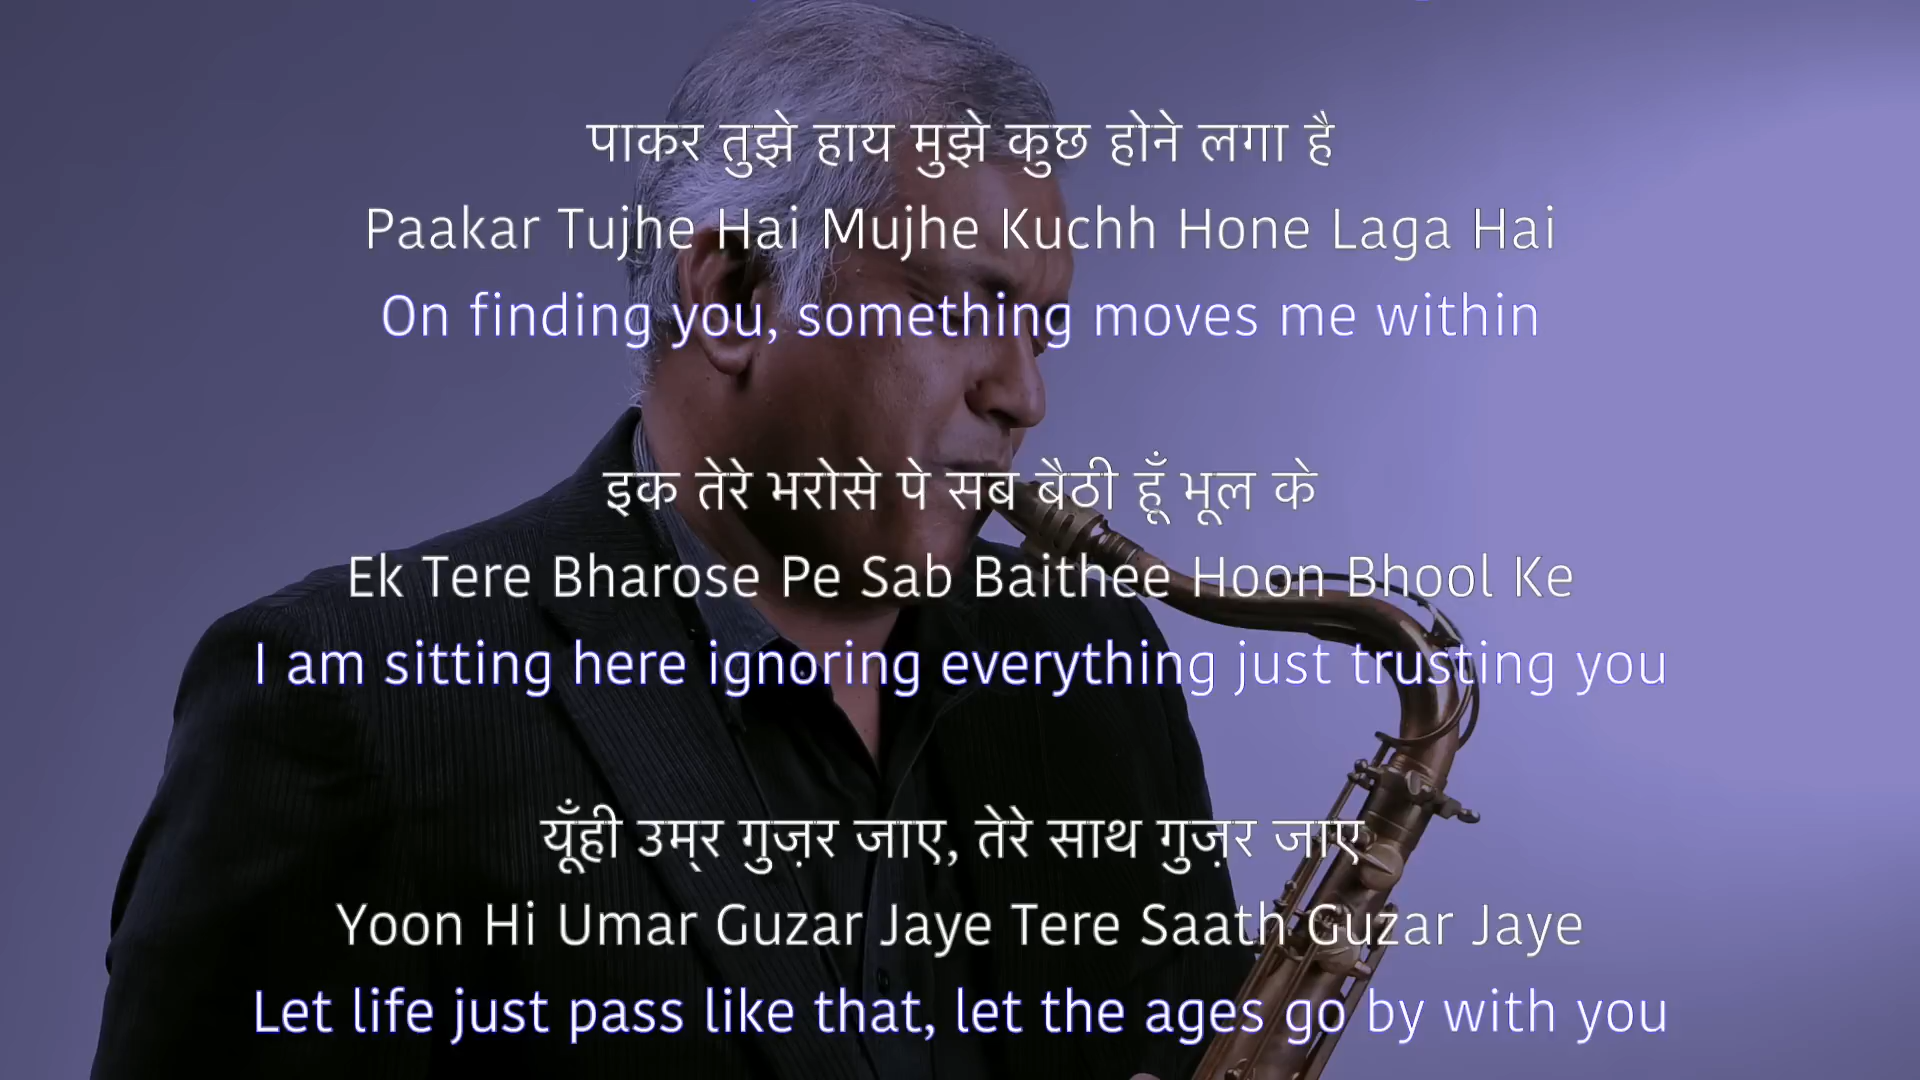 पाकर तुझे हाय मुझे कुछ होने लगा है
Paakar Tujhe Hai Mujhe Kuchh Hone Laga Hai
On finding you, something moves me within
इक तेरे भरोसे पे सब बैठी हूँ भूल के
Ek Tere Bharose Pe Sab Baithee Hoon Bhool Ke
I am sitting here ignoring everything just trusting you
यूँही उम्र गुज़र जाए, तेरे साथ गुज़र जाए
Yoon Hi Umar Guzar Jaye Tere Saath Guzar Jaye
Let life just pass like that, let the ages go by with you